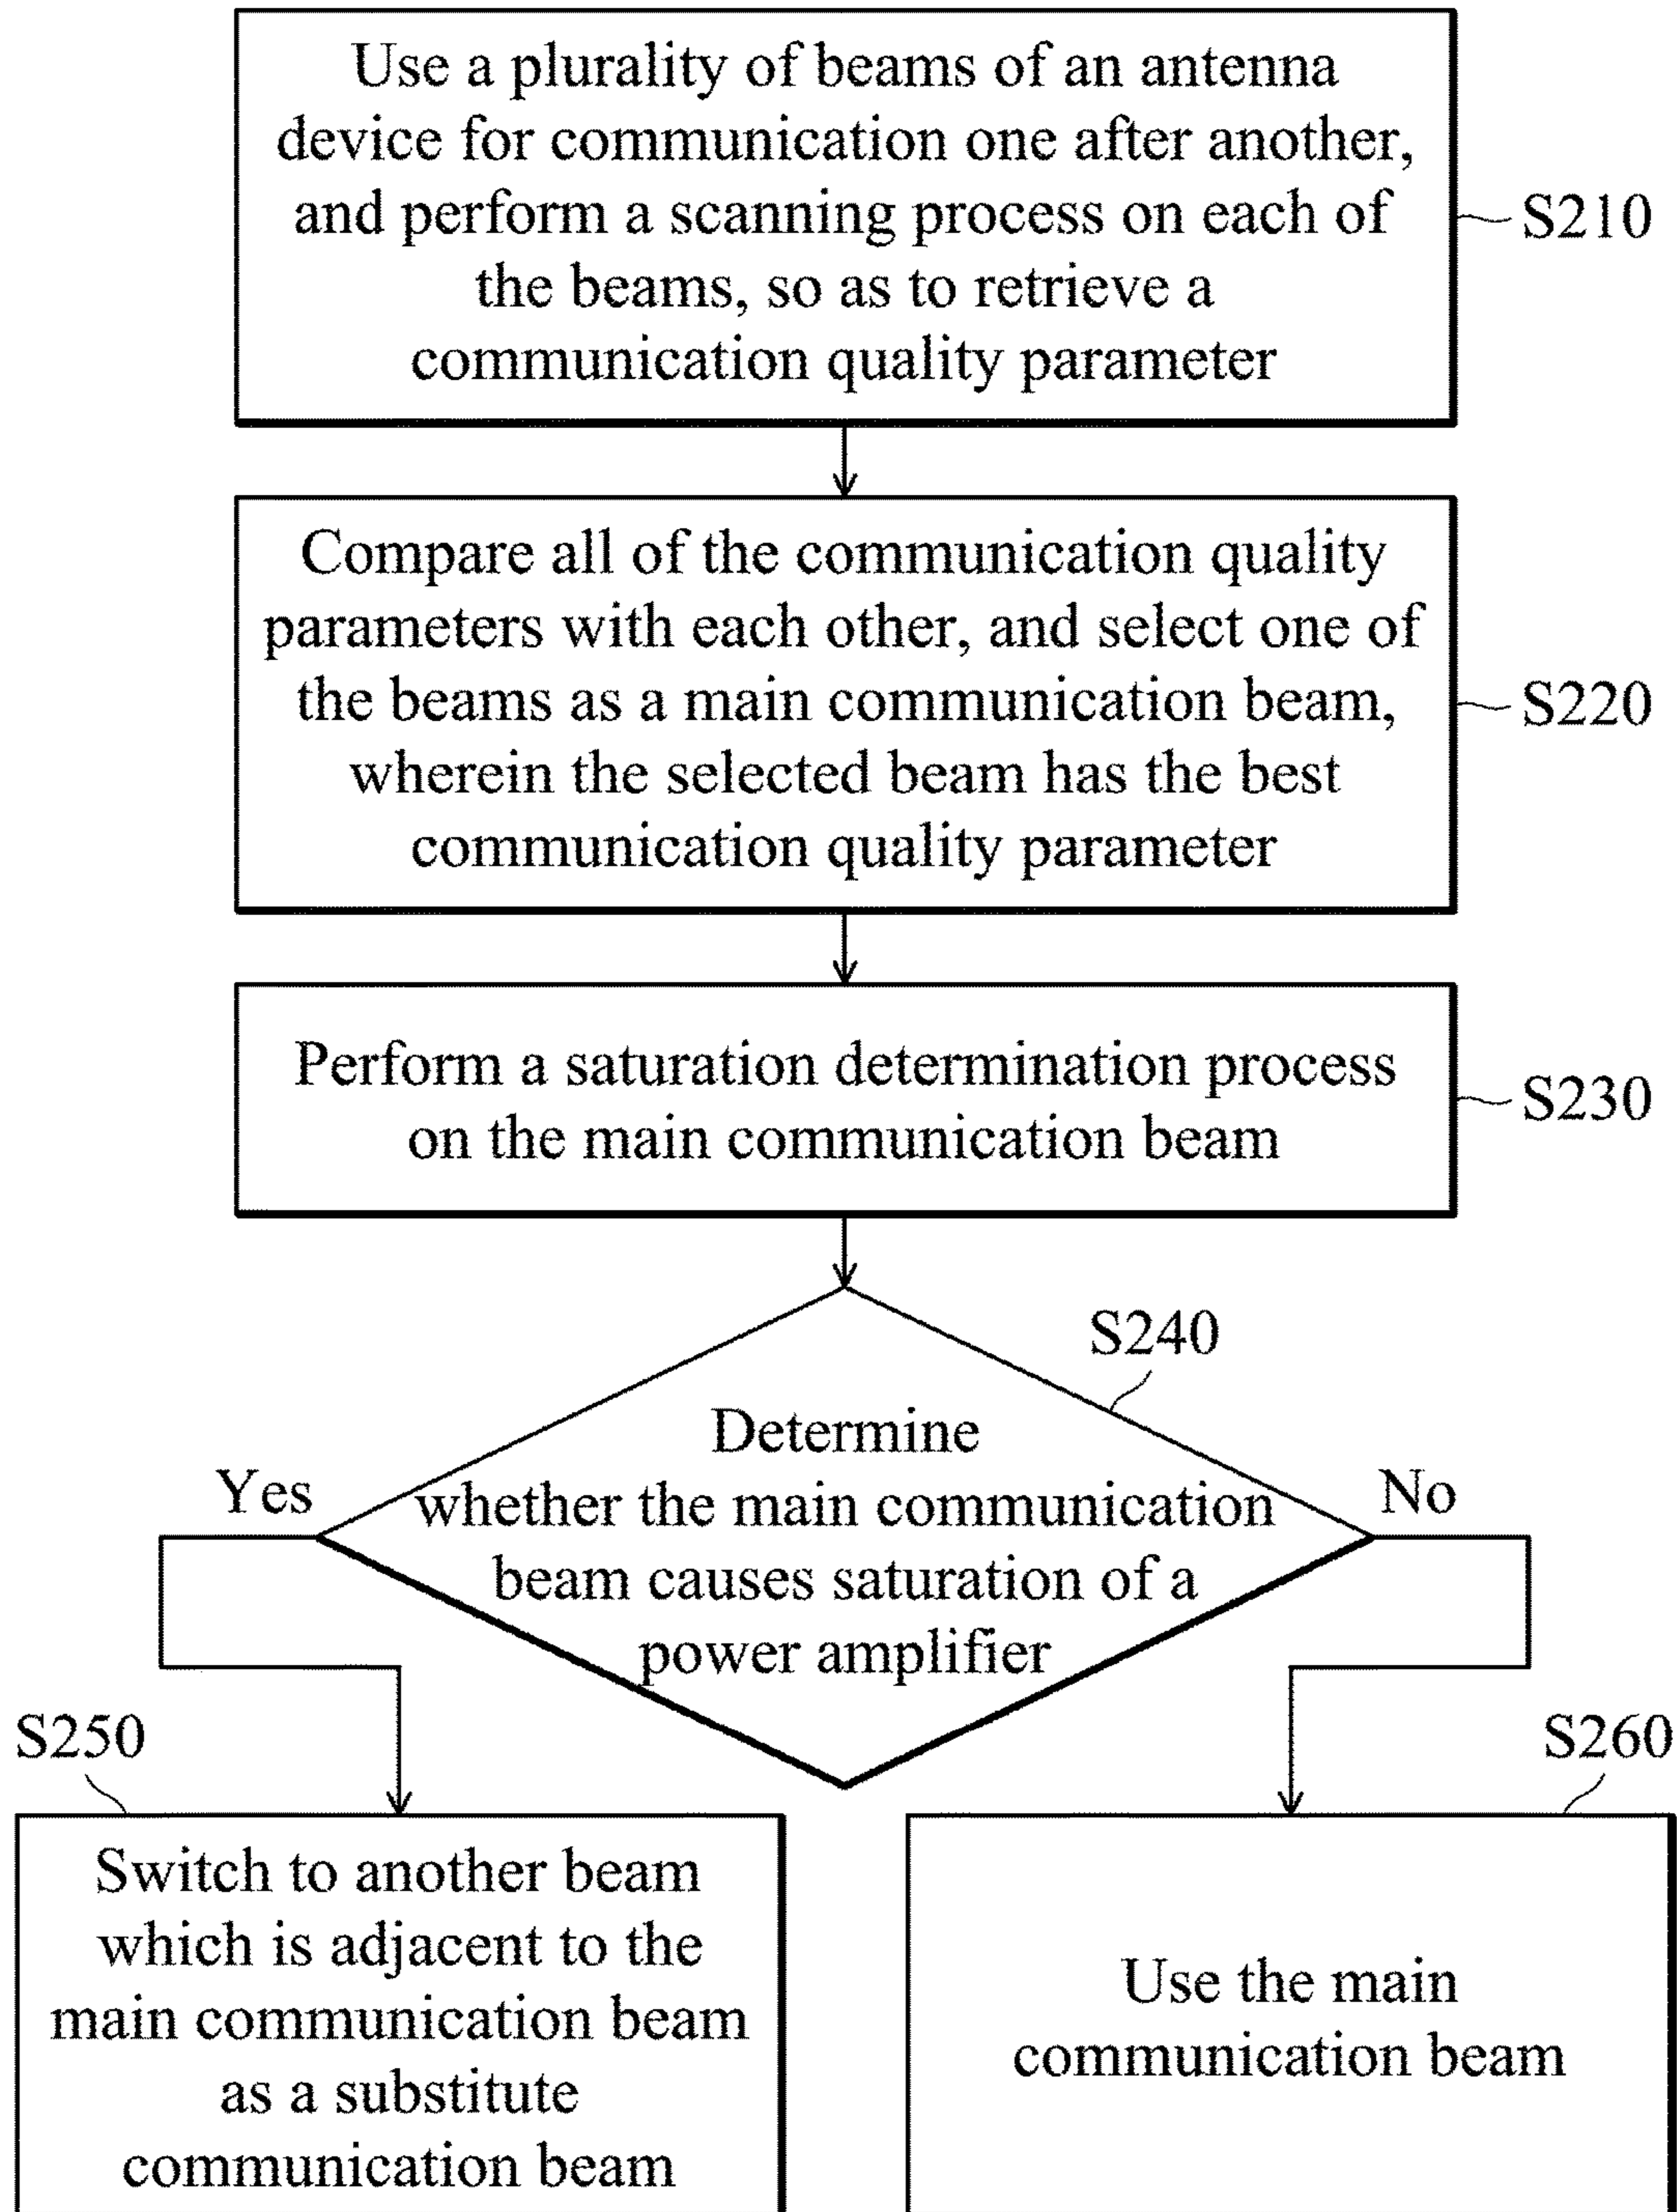 Use a plurality of beams of an antenna
device for communication one after another,
and perform a scanning process on each of
the beams, so as to retrieve a
communication quality parameter
S210
Compare all of the communication quality
parameters with each other, and select one of
the beams as a main communication beam,
wherein the selected beam has the best
communication quality parameter
S220
Perform a saturation determination process
on the main communication beam
S230
S240
Determine
whether the main communication
beam causes saturation of a
power amplifier
Yes
No
S250
Switch to another beam
which is adjacent to the
main communication beam
as a substitute
communication beam
S260
Use the main
communication beam